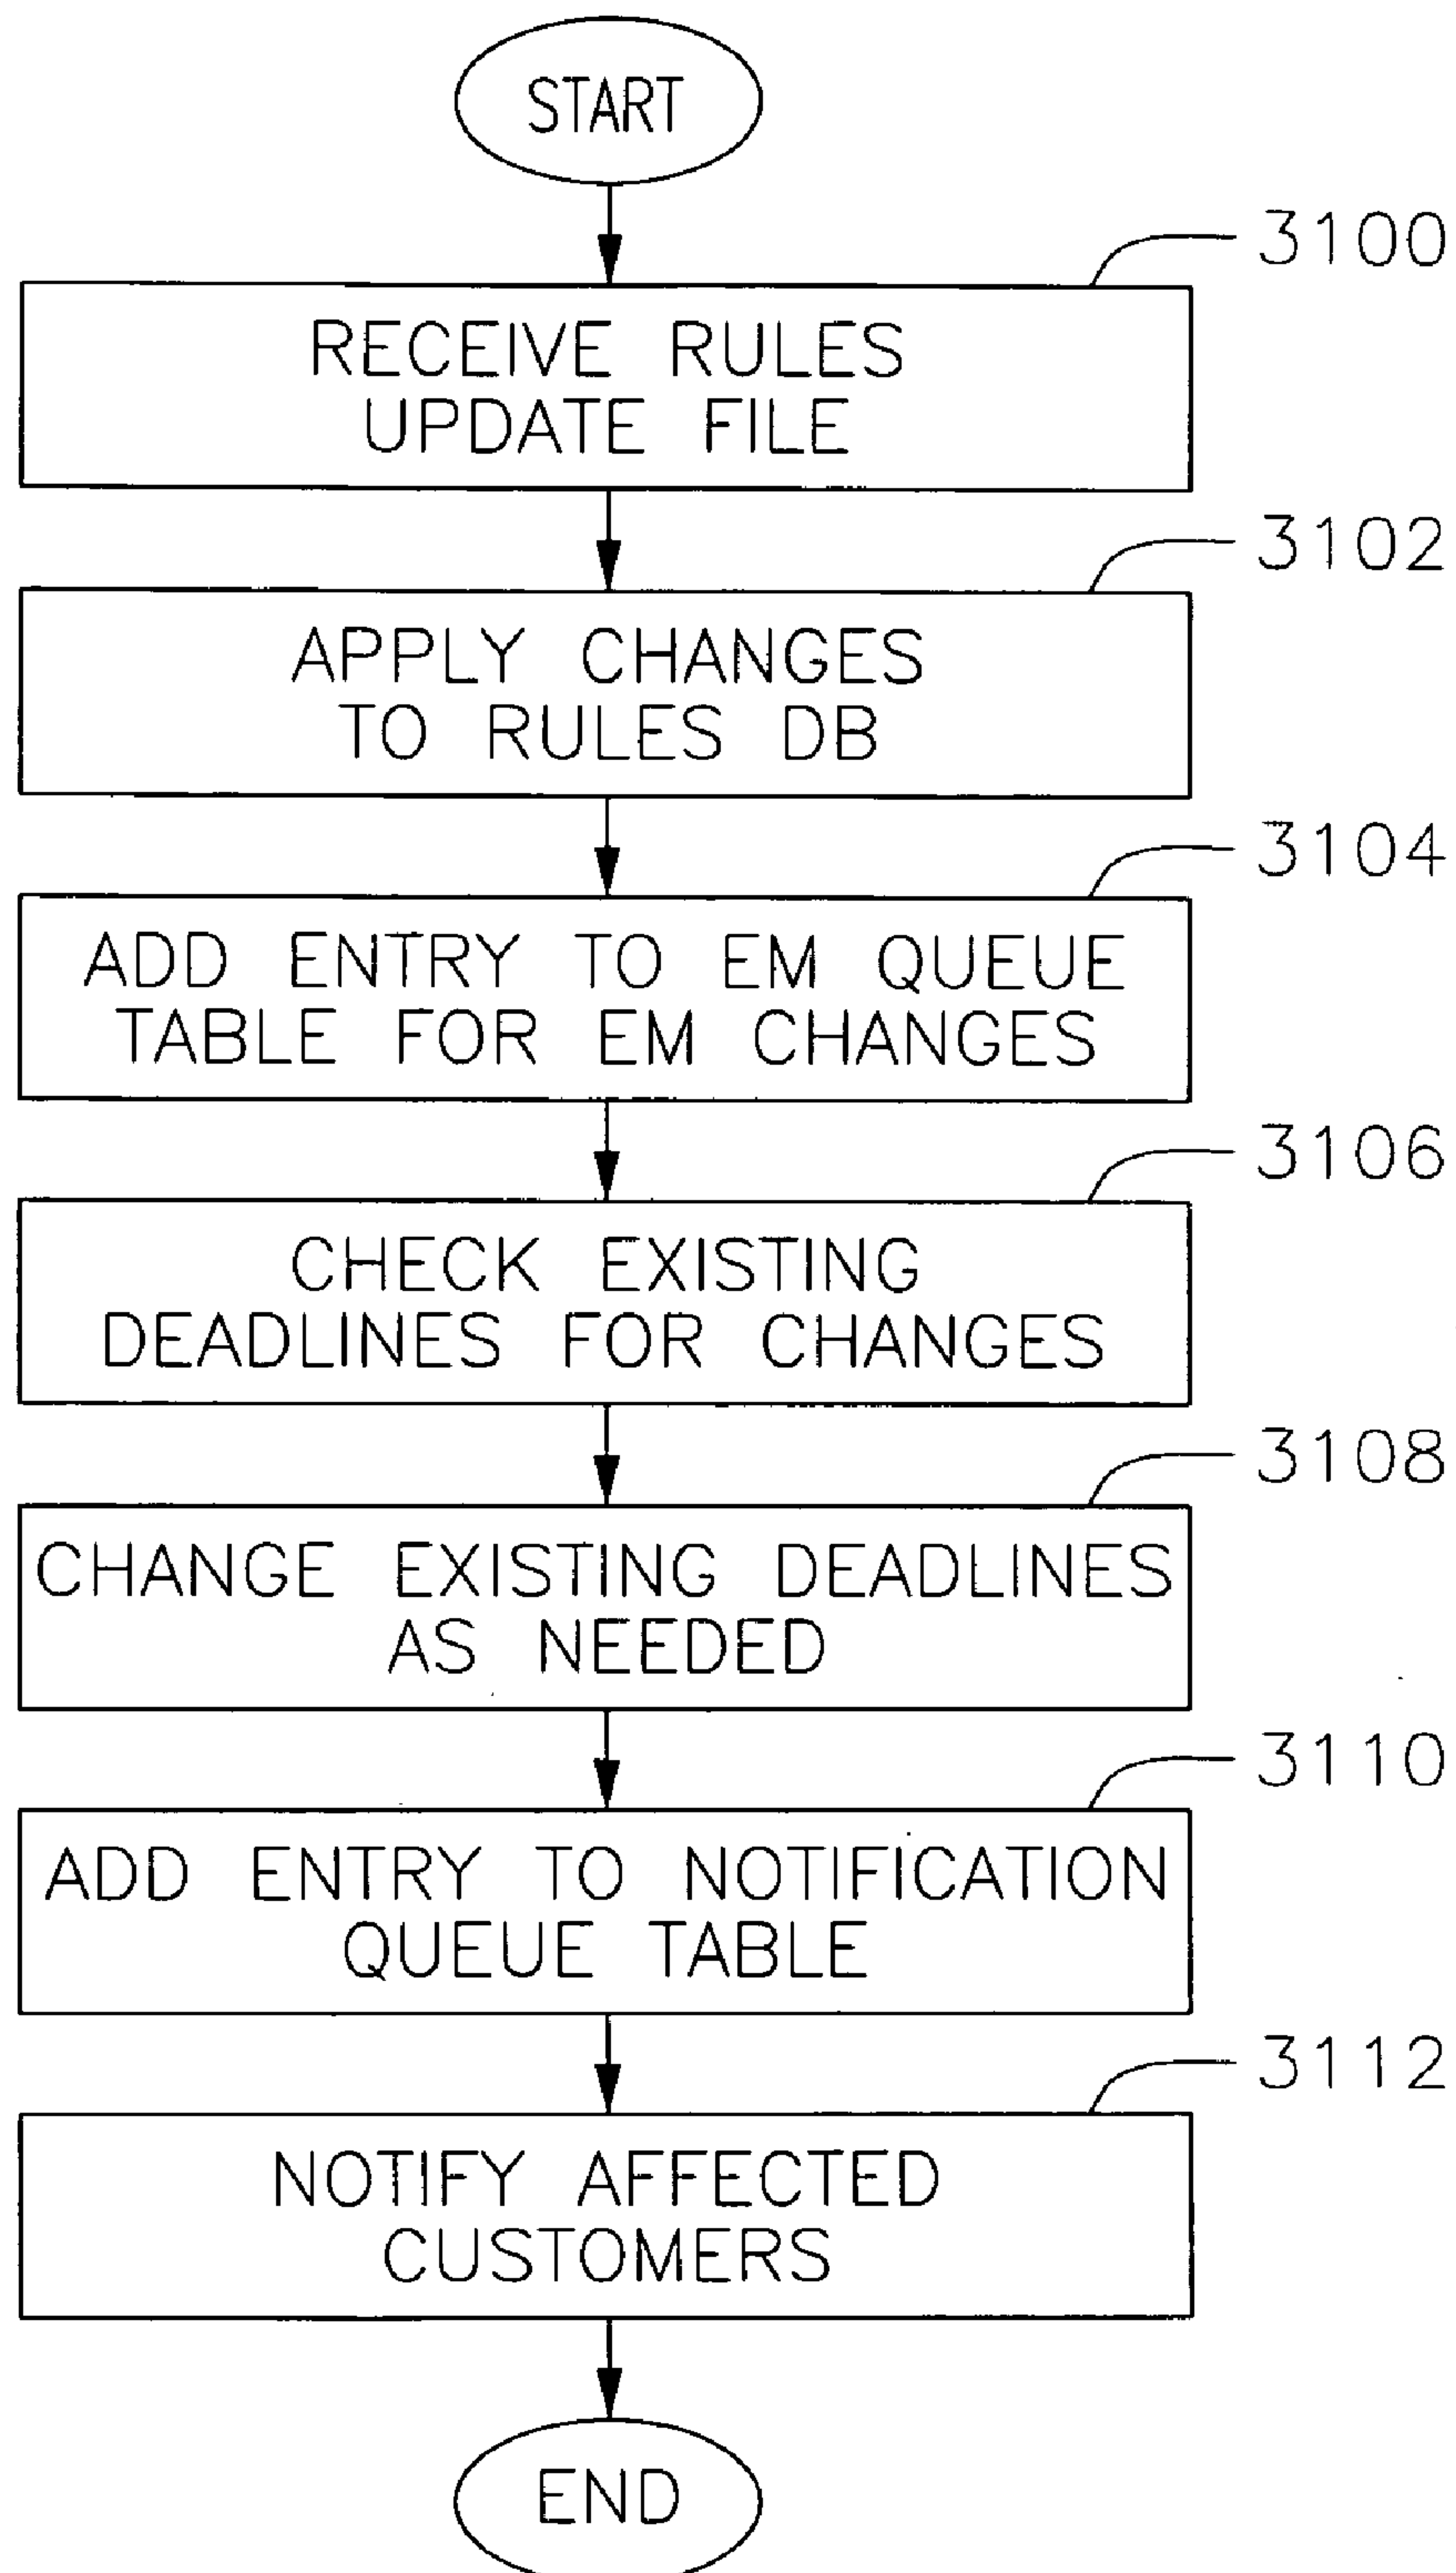 START
3100
RECEIVE RULES
UPDATE FILE
3102
APPLY CHANGES
TO RULES DB
3104
ADD ENTRY TO EM QUEUE
TABLE FOR EM CHANGES
3106
CHECK EXISTING
DEADLINES FOR CHANGES
3108
CHANGE EXISTING DEADLINES
AS NEEDED
3110
ADD ENTRY TO NOTIFICATION
QUEUE TABLE
3112
NOTIFY AFFECTED
CUSTOMERS
END